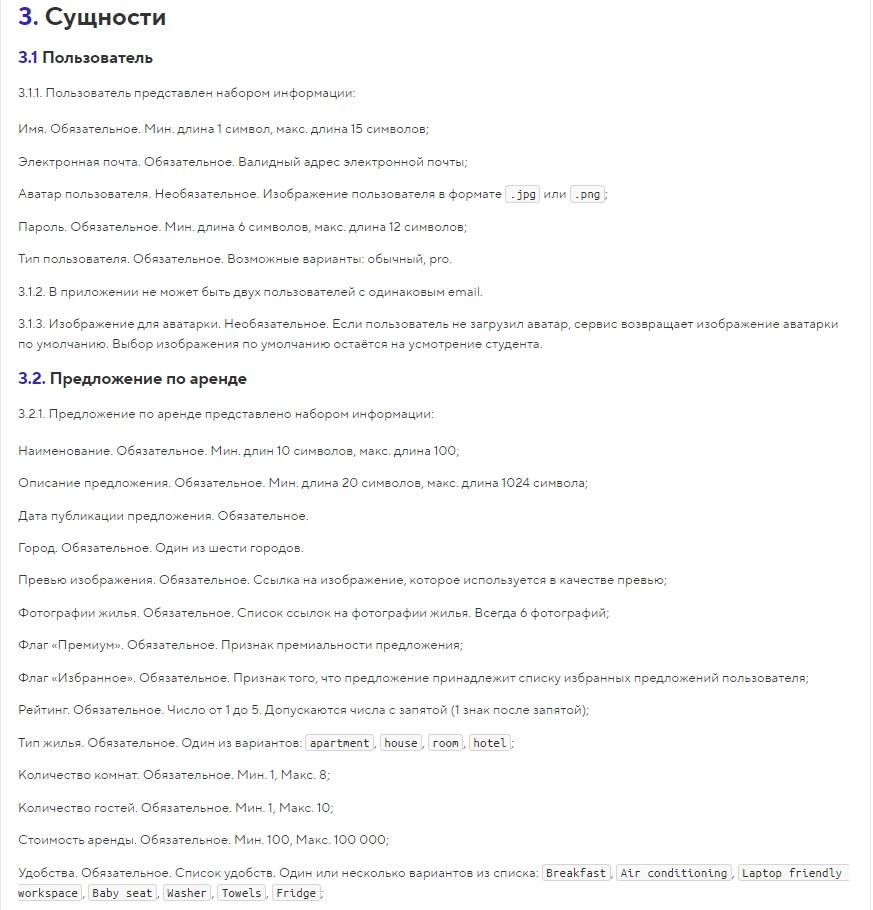 3. Сущности
3.1 Пользователь
3.1.1. Пользователь представлен набором информации:
Имя. Обязательное. Мин. длина 1 символ, макс. длина 15 символов;
Электронная почта. Обязательное. Валидный адрес электронной почты;
Аватар пользователя. Необязательное. Изображение пользователя в формате .jpg или .png;
Пароль. Обязательное. Мин. длина 6 символов, макс. длина 12 символов;
Тип пользователя. Обязательное. Возможные варианты: обычный, pro.
3.1.2. В приложении не может быть двух пользователей с одинаковым email.
3.1.3. Изображение для аватарки. Необязательное. Если пользователь не загрузил аватар, сервис возвращает изображение аватарки
по умолчанию. Выбор изображения по умолчанию остаётся на усмотрение студента.
3.2. Предложение по аренде
3.2.1. Предложение по аренде представлено набором информации:
Наименование. Обязательное. Мин. длин 10 символов, макс. длина 100;
Описание предложения. Обязательное. Мин. длина 20 символов, макс. длина 1024 символа;
Дата публикации предложения. Обязательное.
Город. Обязательное. Один из шести городов.
Превью изображения. Обязательное. Ссылка на изображение, которое используется в качестве превью;
Фотографии жилья. Обязательное. Список ссылок на фотографии жилья. Всегда 6 фотографий;
Флаг «Премиум». Обязательное. Признак премиальности предложения;
Флаг «Избранное». Обязательное. Признак того, что предложение принадлежит списку избранных предложений пользователя;
Рейтинг. Обязательное. Число от 1 до 5. Допускаются числа с запятой (1 знак после запятой);
Тип жилья. Обязательное. Один из вариантов: apartment, house, room, hotel;
Количество комнат. Обязательное. Мин. 1, Макс. 8;
Количество гостей. Обязательное. Мин. 1, Макс. 10;
Стоимость аренды. Обязательное. Мин. 100, Макс. 100 000;
Удобства. Обязательное. Список удобств. Один или несколько вариантов из списка: Breakfast, Air conditioning, Laptop friendly
workspace, Baby seat, Washer, Towels, Fridge;